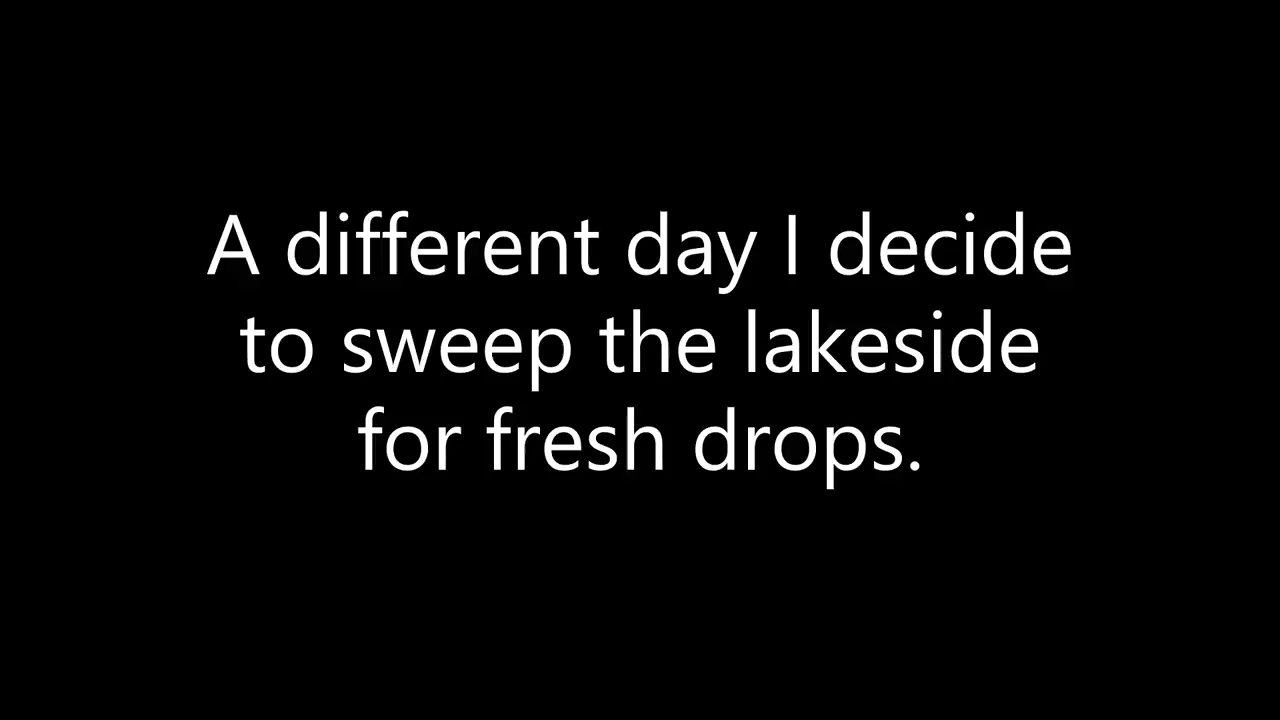 A different day I decide
to sweep the lakeside
for fresh drops.